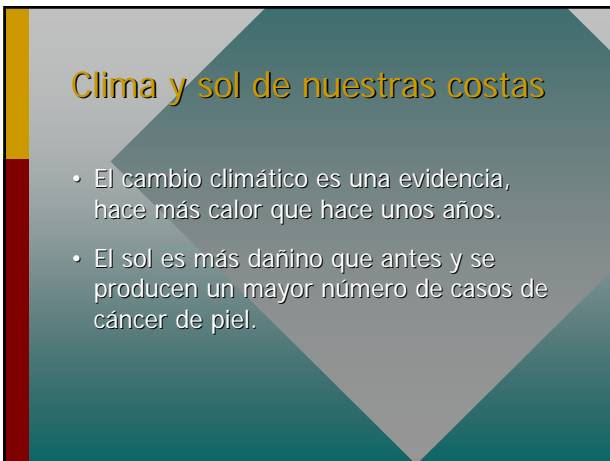 Clima y sol de nuestras costas
• El cambio climático es una evidencia,
hace más calor que hace unos años.
• El sol es más dañino que antes y se
producen un mayor número de casos de
cáncer de piel.